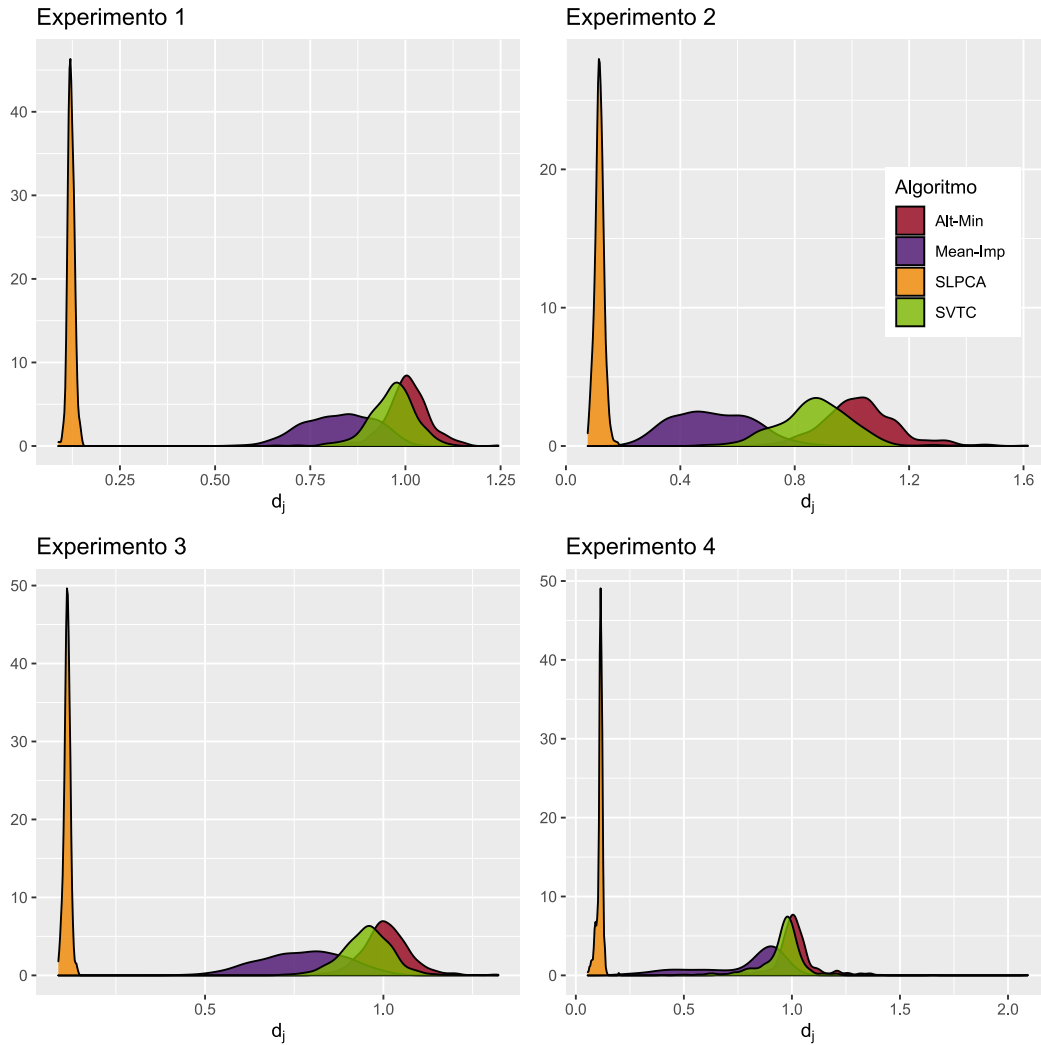 Experimento 1
40
30
20
10
0
0.25 0.50 0.75 1.00 1.25
dj
Experimento 2
20
10
0
0.0 0.4 0.8 1.2 1.6
dj
Algoritmo
Alt-Min
Mean-Imp
SLPCA
SVTC
Experimento 3
50
40
30
20
10
0
0.5 1.0
dj
Experimento 4
50
40
30
20
10
0
0.0 0.5 1.0 1.5 2.0
dj